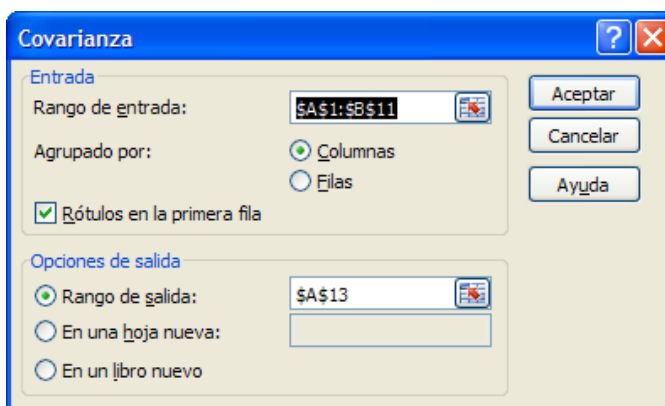 Covarianza
Entrada
Rango de entrada: $A$1:$B$11
Agrupado por: Columnas
Filas
Rótulos en la primera fila
Opciones de salida
Rango de salida: $A$13
En una hoja nueva:
En un libro nuevo
Aceptar
Cancelar
Ayuda